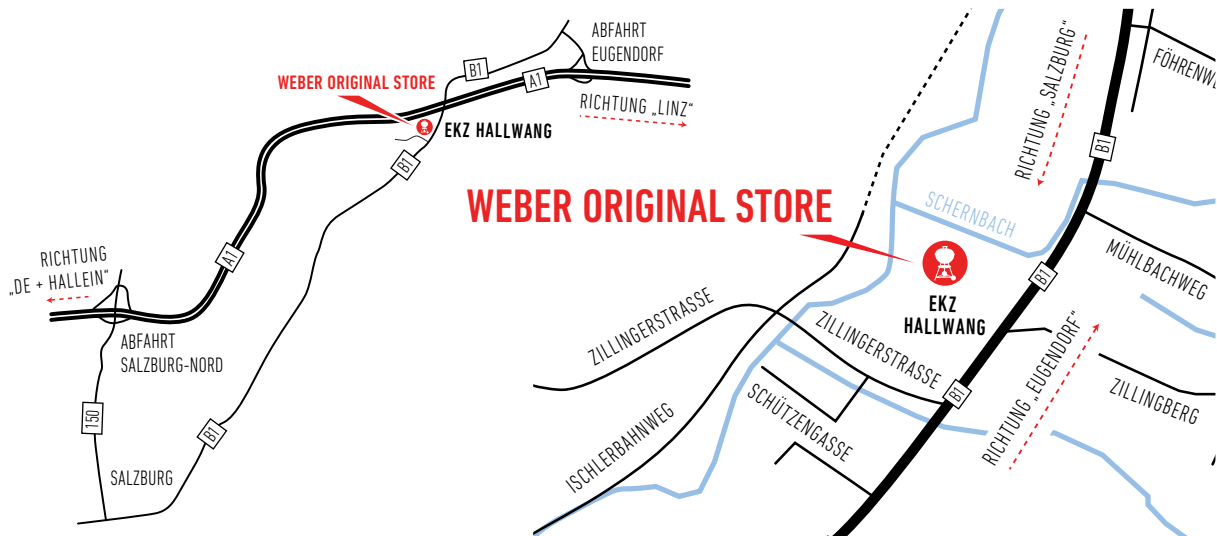 ABFAHRT
EUGENDORF
B1
A1
WEBER ORIGINAL STORE
RICHTUNG „LINZ“
EKZ HALLWANG
B1
A1
RICHTUNG
„DE + HALLEIN“
ABFAHRT
SALZBURG-NORD
150
B1
SALZBURG
RICHTUNG „SALZBURG“
FÖHRENWE
B1
WEBER ORIGINAL STORE
SCHERNBACH
MÜHLBACHWEG
B1
EKZ
HALLWANG
ZILLINGERSTRASSE
ZILLINGERSTRASSE
RICHTUNG „EUGENDORF“
ZILLINGBERG
B1
SCHÜTZENGASSE
ISCHLERBAHNWEG